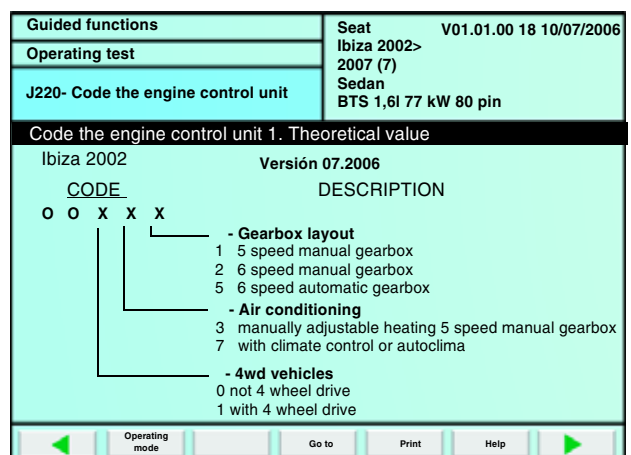 Guided functions
Operating test
J220- Code the engine control unit
Seat V01.01.00 18 10/07/2006
Ibiza 2002>
2007 (7)
Sedan
BTS 1,6l 77 kW 80 pin
Code the engine control unit 1. Theoretical value
Ibiza 2002 Versión 07.2006
CODE DESCRIPTION
O O X X X
- Gearbox layout
1 5 speed manual gearbox
2 6 speed manual gearbox
5 6 speed automatic gearbox
- Air conditioning
3 manually adjustable heating 5 speed manual gearbox
7 with climate control or autoclima
- 4wd vehicles
0 not 4 wheel drive
1 with 4 wheel drive
Operating
mode
Go to Print Help